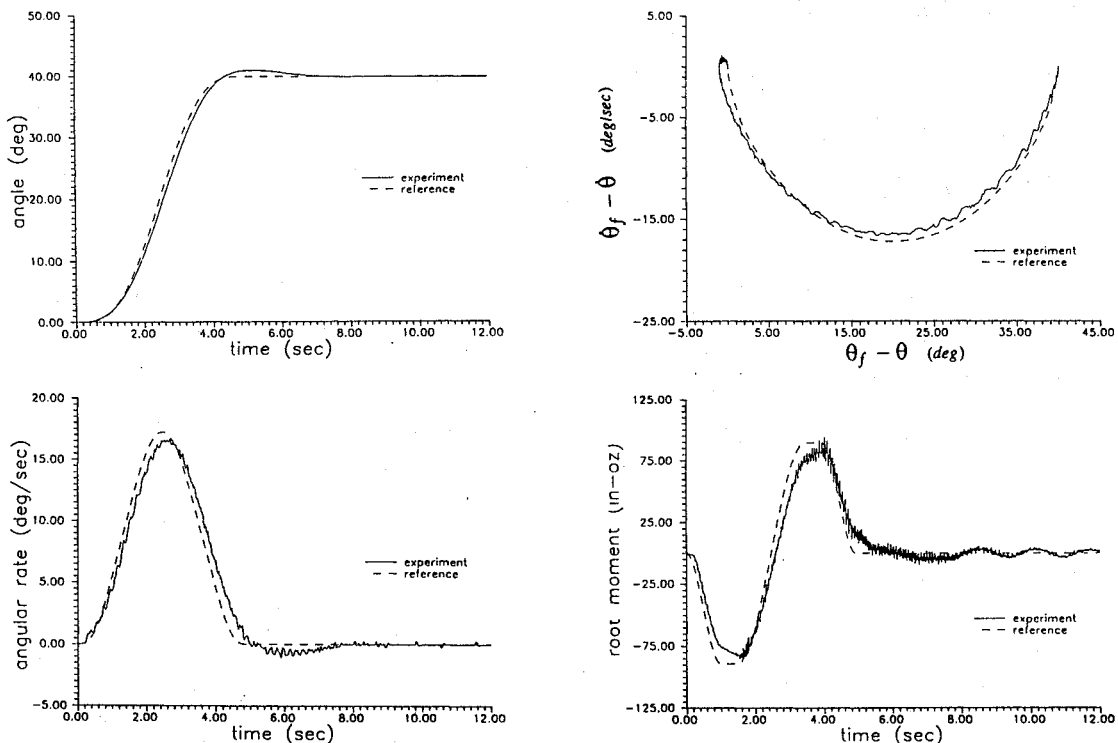 50.00
40.00
30.00
20.00
10.00
0.00
angle (deg)
experiment
reference
0.00 2.00 4.00 6.00 8.00 10.00 12.00
time (sec)
5.00
-5.00
-15.00
-25.00
θ̇f – θ̇ (deg/sec)
experiment
reference
-5.00 5.00 15.00 25.00 35.00 45.00
θf – θ (deg)
20.00
15.00
10.00
5.00
0.00
-5.00
angular rate (deg/sec)
experiment
reference
0.00 2.00 4.00 6.00 8.00 10.00 12.00
time (sec)
125.00
75.00
25.00
-25.00
-75.00
-125.00
root moment (in-oz)
experiment
reference
0.00 2.00 4.00 6.00 8.00 10.00 12.00
time (sec)